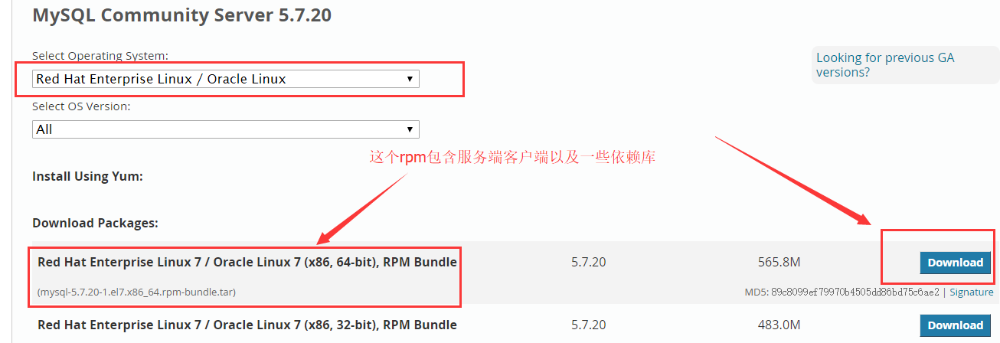 MySQL Community Server 5.7.20
Select Operating System:
Looking for previous GA
versions?
Red Hat Enterprise Linux / Oracle Linux
Select OS Version:
All
这个rpm包含服务端客户端以及一些依赖库
Install Using Yum:
Download Packages:
Red Hat Enterprise Linux 7 / Oracle Linux 7 (x86, 64-bit), RPM Bundle 5.7.20 565.8M Download
(mysql-5.7.20-1.el7.x86_64.rpm-bundle.tar) MD5: 89c8099ef79970b4505dd86bd75c6ae2 | Signature
Red Hat Enterprise Linux 7 / Oracle Linux 7 (x86, 32-bit), RPM Bundle 5.7.20 483.0M Download